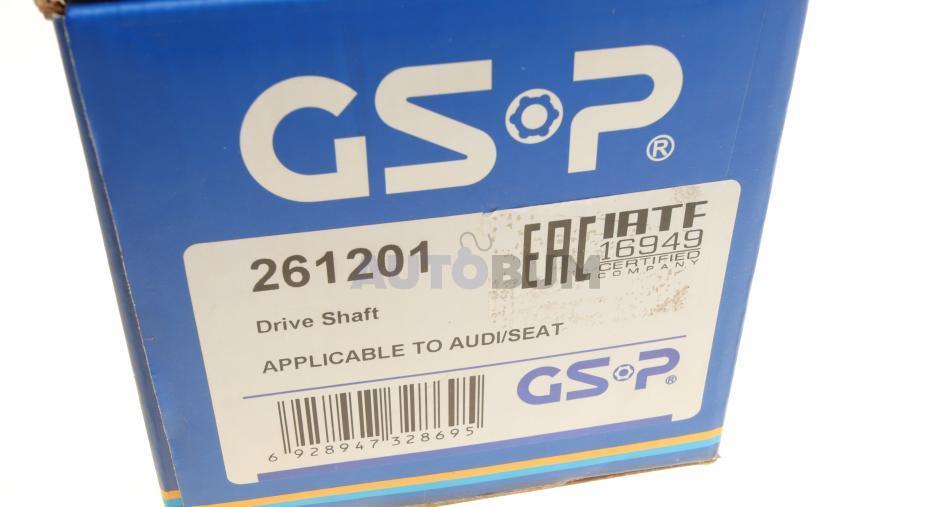 GSP®
261201
EAC IATF
16949
CERTIFIED
COMPANY
AUTOBUM
Drive Shaft
APPLICABLE TO AUDI/SEAT
GSP®
6 928947 328695